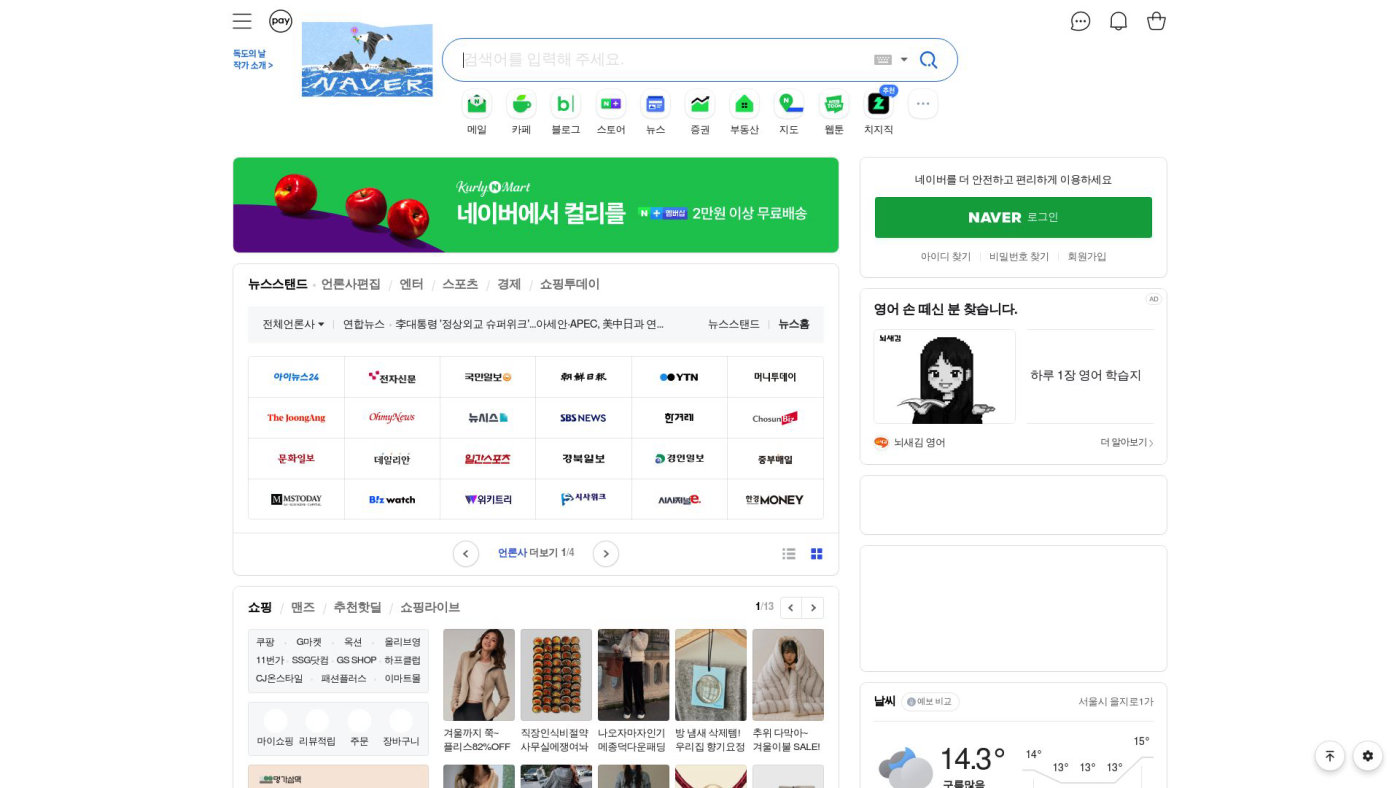 pay
독도의 날
작가 소개 >
NAVER
검색어를 입력해 주세요.
추천
메일 카페 블로그 스토어 뉴스 증권 부동산 지도 웹툰 치지직
Kurly N Mart
네이버에서 컬리를 N + 멤버십 2만원 이상 무료배송
네이버를 더 안전하고 편리하게 이용하세요
NAVER 로그인
아이디 찾기 비밀번호 찾기 회원가입
뉴스스탠드 · 언론사편집 / 엔터 / 스포츠 / 경제 / 쇼핑투데이
전체언론사 연합뉴스 · 李대통령 '정상외교 슈퍼위크'...아세안·APEC, 美中日과 연... 뉴스스탠드 뉴스홈
아이뉴스24 전자신문 국민일보 朝鮮日報 YTN 머니투데이
The JoongAng OhmyNews 뉴시스 SBS NEWS 한겨레 ChosunBiz
문화일보 데일리안 일간스포츠 경북일보 경인일보 중부매일
M MSTODAY Biz watch 위키트리 시사위크 시사저널e. 한경MONEY
언론사 더보기 1/4
AD
영어 손 떼신 분 찾습니다.
뇌새김
하루 1장 영어 학습지
뇌새김 영어 더 알아보기
쇼핑 / 맨즈 / 추천핫딜 / 쇼핑라이브 1/13
쿠팡 · G마켓 · 옥션 · 올리브영
11번가 · SSG닷컴 · GS SHOP · 하프클럽
CJ온스타일 · 패션플러스 · 이마트몰
마이쇼핑 리뷰적립 주문 장바구니
댕기삼맥
겨울까지 쭉~
플리스82%OFF
직장인식비절약
사무실에쟁여놔
나오자마자인기
메종덕다운패딩
방 냄새 삭제템!
우리집 향기요정
추위 다막아~
겨울이불 SALE!
날씨 예보 비교 서울시 을지로1가
14.3°
구름많음
14° 13° 13° 13° 15°